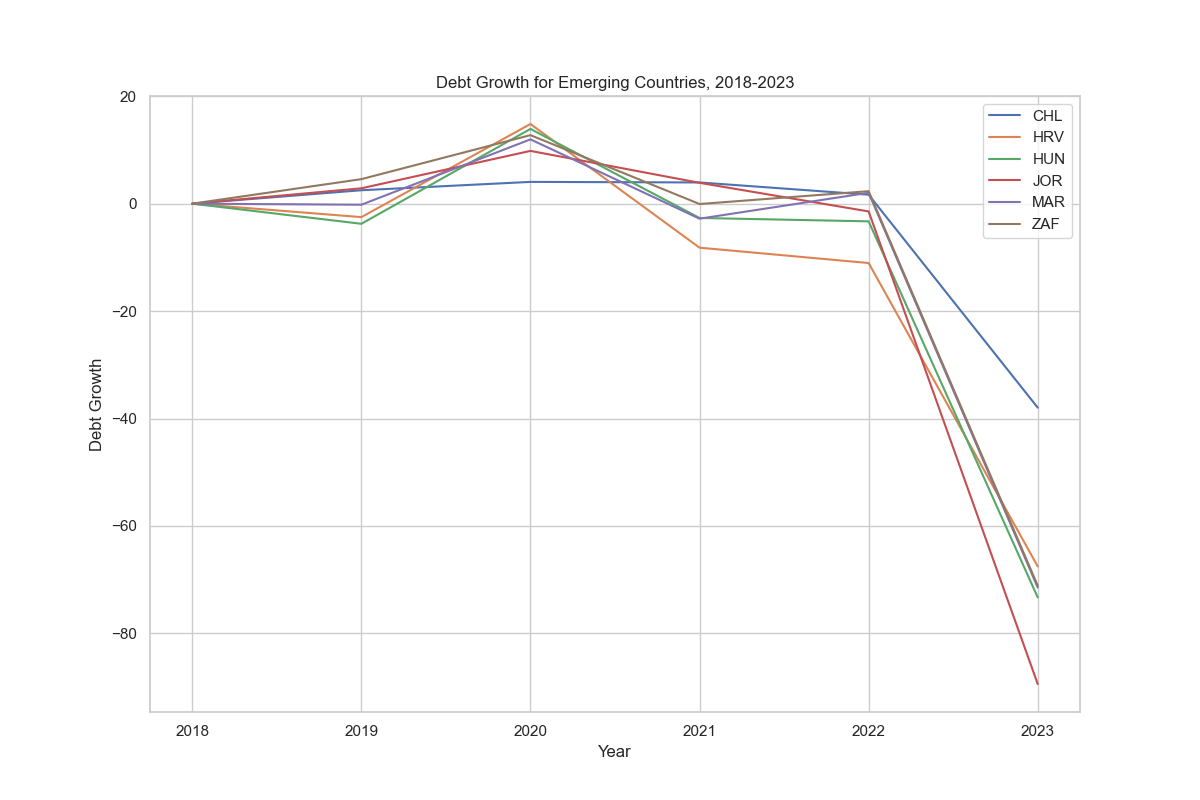 Debt Growth for Emerging Countries, 2018-2023
20
0
−20
−40
−60
−80
Debt Growth
2018
2019
2020
2021
2022
2023
Year
CHL
HRV
HUN
JOR
MAR
ZAF